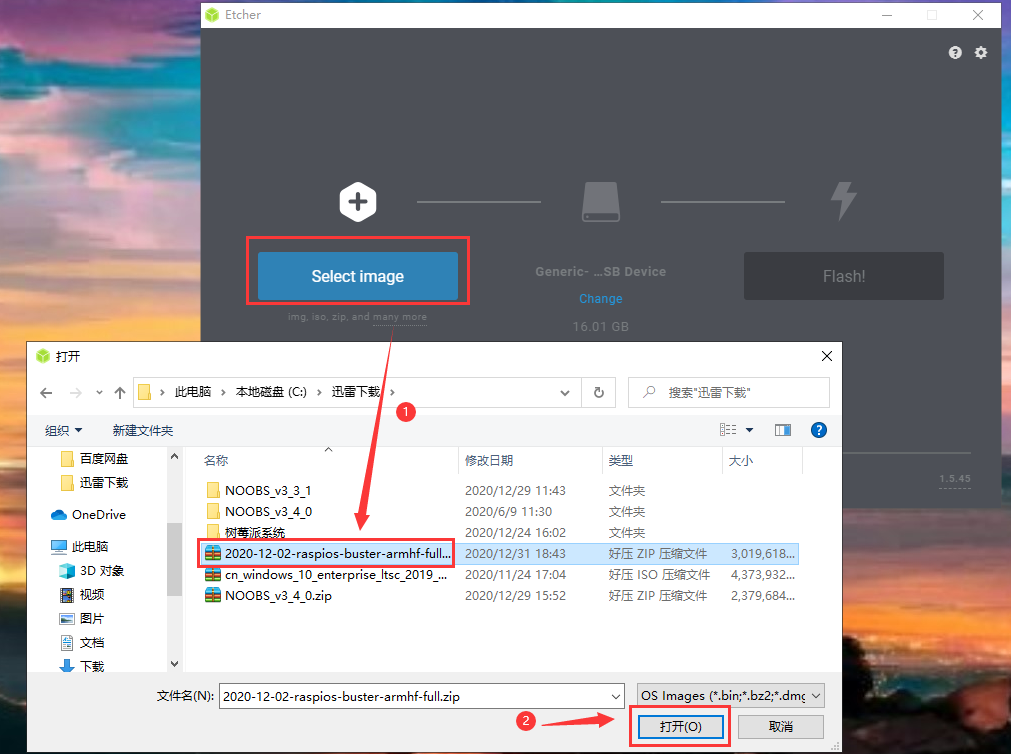 Etcher
Select image
img, iso, zip, and many more
Generic- ...SB Device
Change
16.01 GB
Flash!
1.5.45
打开
此电脑 本地磁盘 (C:) 迅雷下载
搜索"迅雷下载"
1
组织 新建文件夹
百度网盘
迅雷下载
OneDrive
此电脑
3D 对象
视频
图片
文档
下载
名称 修改日期 类型 大小
NOOBS_v3_3_1 2020/12/29 11:43 文件夹
NOOBS_v3_4_0 2020/6/9 11:30 文件夹
树莓派系统 2020/12/24 16:02 文件夹
2020-12-02-raspios-buster-armhf-full... 2020/12/31 18:43 好压 ZIP 压缩文件 3,019,618...
cn_windows_10_enterprise_ltsc_2019_... 2020/11/24 17:04 好压 ISO 压缩文件 4,373,932...
NOOBS_v3_4_0.zip 2020/12/29 15:52 好压 ZIP 压缩文件 2,379,684...
文件名(N): 2020-12-02-raspios-buster-armhf-full.zip OS Images (*.bin;*.bz2;*.dmg
2
打开(O) 取消